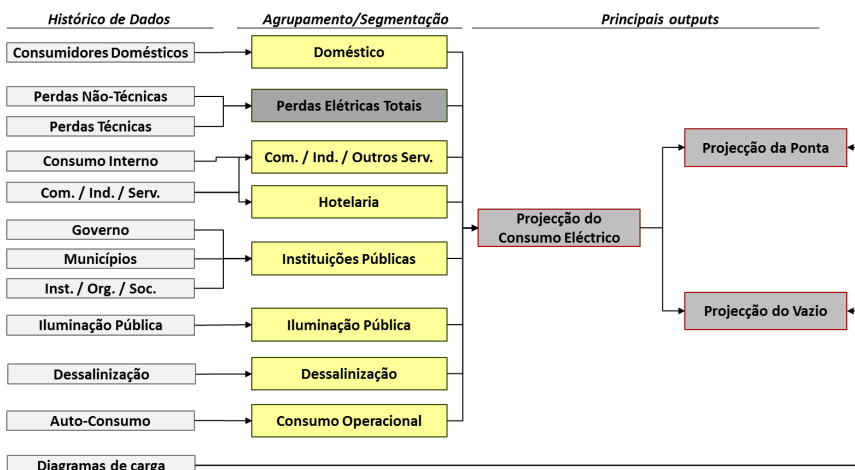 Histórico de Dados
Agrupamento/Segmentação
Principais outputs
Consumidores Domésticos
Doméstico
Perdas Não-Técnicas
Perdas Técnicas
Perdas Elétricas Totais
Consumo Interno
Com. / Ind. / Serv.
Com. / Ind. / Outros Serv.
Hotelaria
Governo
Municípios
Inst. / Org. / Soc.
Instituições Públicas
Iluminação Pública
Iluminação Pública
Dessalinização
Dessalinização
Auto-Consumo
Consumo Operacional
Diagramas de carga
Projecção do
Consumo Eléctrico
Projecção da Ponta
Projecção do Vazio